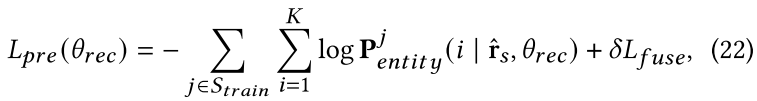 $L_{pre}(\theta_{rec}) = -\sum_{j \in S_{train}} \sum_{i=1}^{K} \log \mathbf{P}^{j}_{entity}(i \mid \hat{\mathbf{r}}_s, \theta_{rec}) + \delta L_{fuse},$ (22)